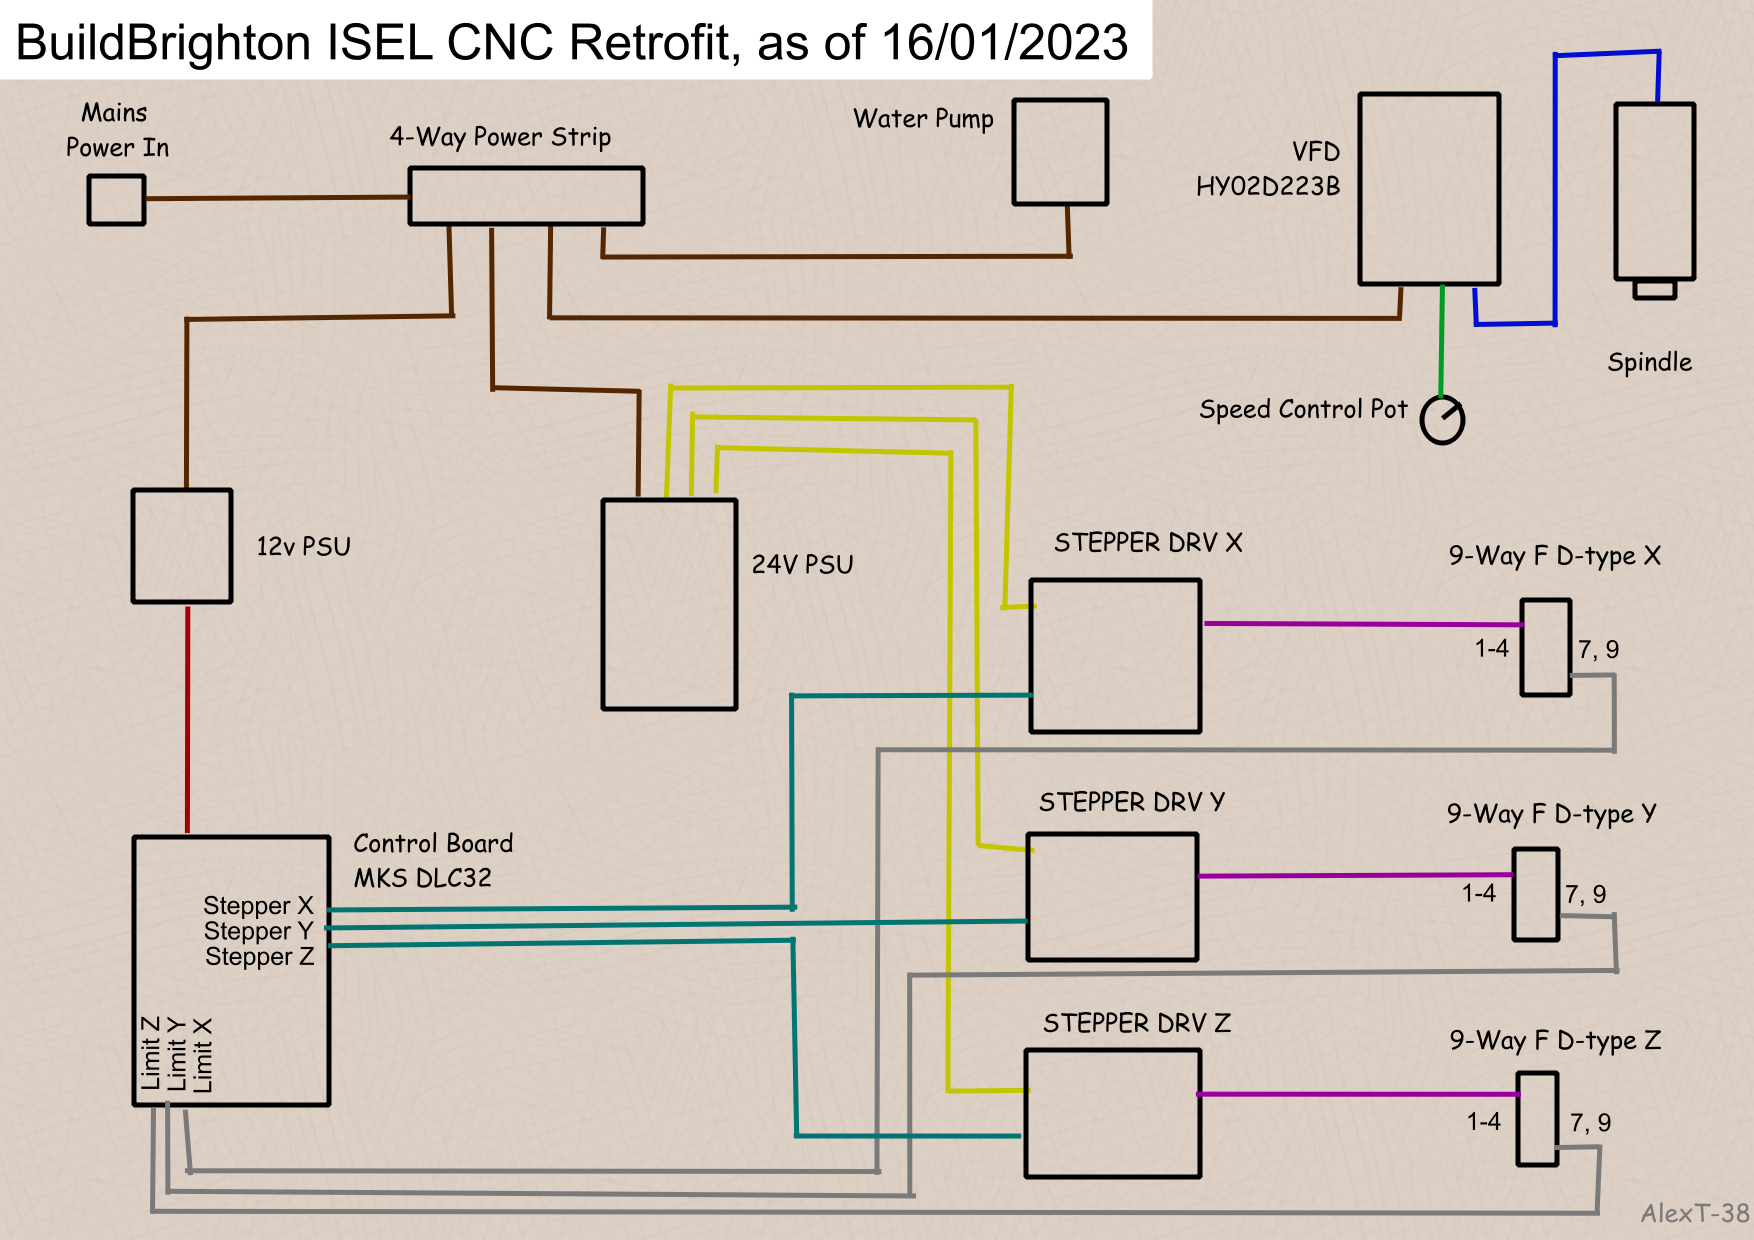 BuildBrighton ISEL CNC Retrofit, as of 16/01/2023
Mains
Power In
4-Way Power Strip
Water Pump
VFD
HY02D223B
Spindle
Speed Control Pot
12v PSU
24V PSU
STEPPER DRV X
9-Way F D-type X
1-4
7, 9
STEPPER DRV Y
9-Way F D-type Y
1-4
7, 9
Control Board
MKS DLC32
Stepper X
Stepper Y
Stepper Z
Limit Z
Limit Y
Limit X
STEPPER DRV Z
9-Way F D-type Z
1-4
7, 9
AlexT-38